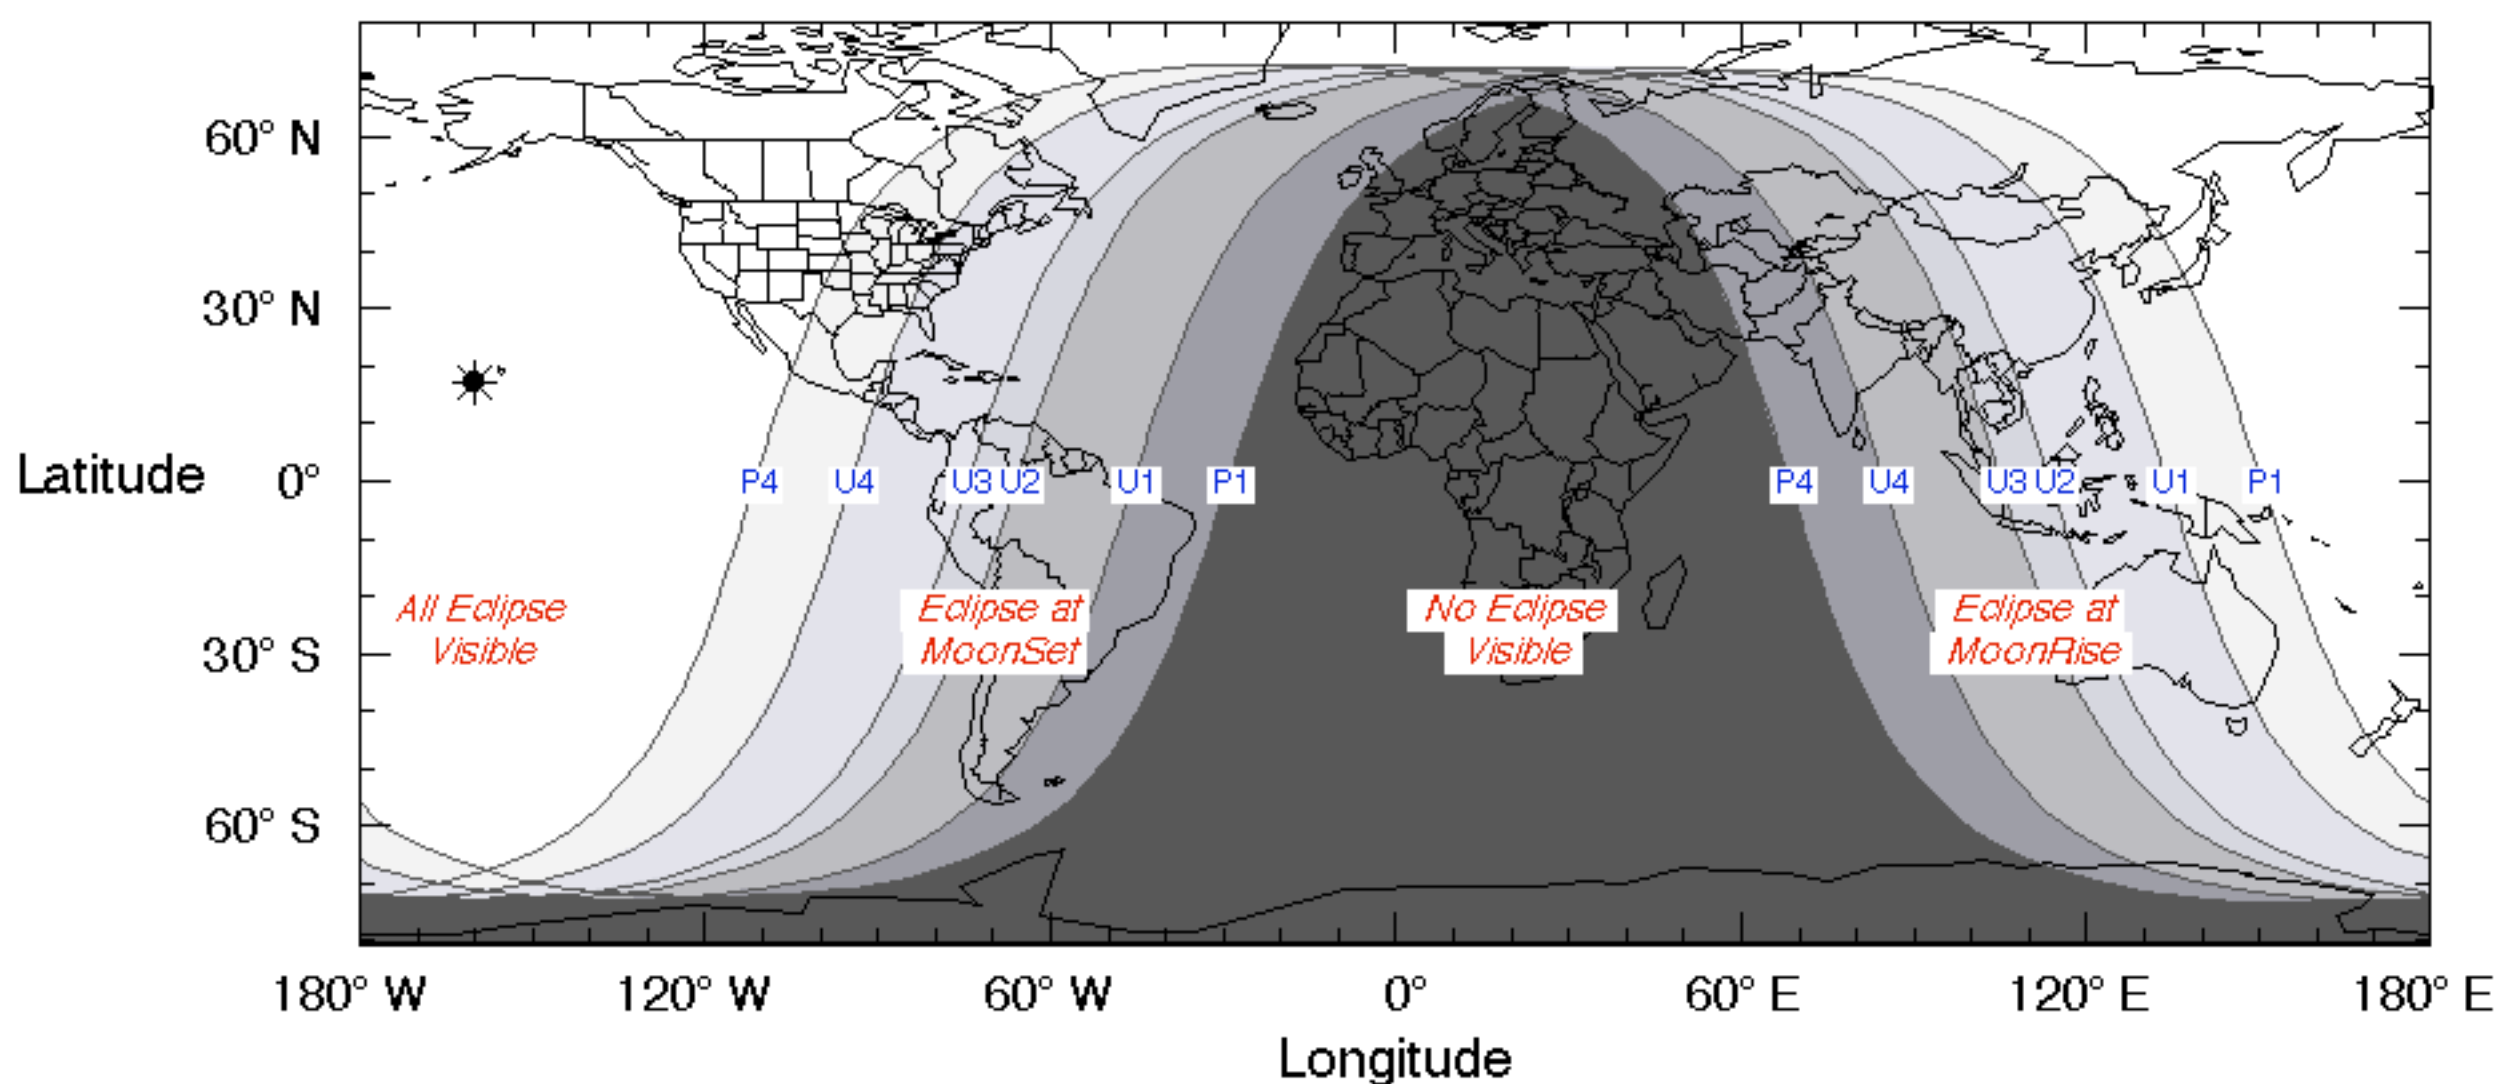 60° N
30° N
Latitude 0°
P4 U4 U3 U2 U1 P1 P4 U4 U3 U2 U1 P1
All Eclipse Visible
Eclipse at MoonSet
No Eclipse Visible
Eclipse at MoonRise
30° S
60° S
180° W 120° W 60° W 0° 60° E 120° E 180° E
Longitude